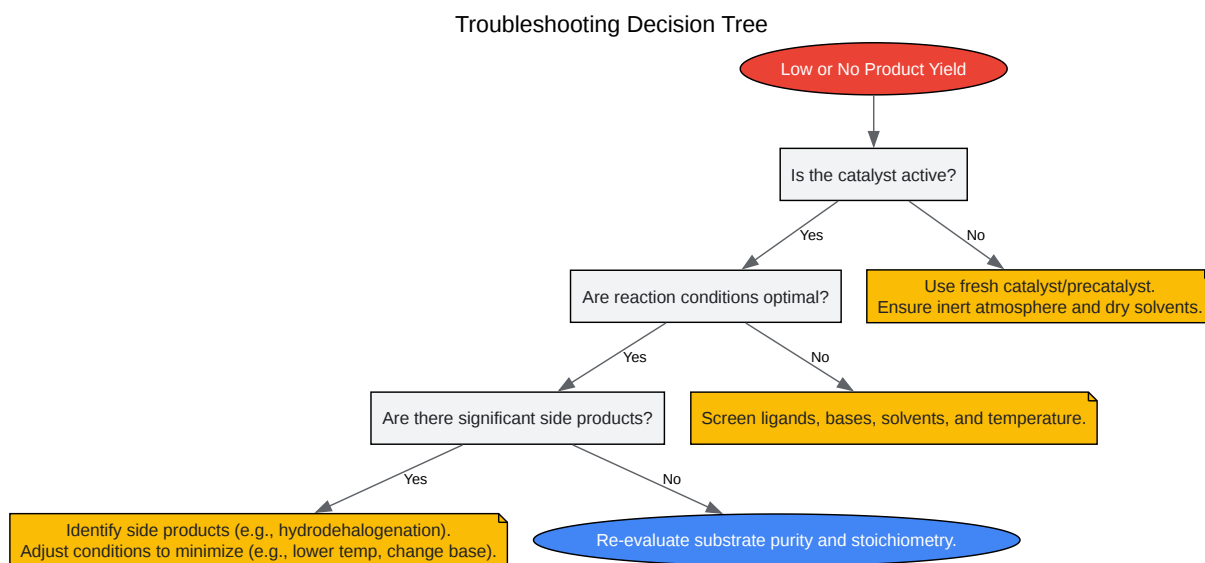 Troubleshooting Decision Tree
Low or No Product Yield
Is the catalyst active?
Yes
No
Are reaction conditions optimal?
Use fresh catalyst/precatalyst.
Ensure inert atmosphere and dry solvents.
Yes
No
Are there significant side products?
Screen ligands, bases, solvents, and temperature.
Yes
No
Identify side products (e.g., hydrodehalogenation).
Adjust conditions to minimize (e.g., lower temp, change base).
Re-evaluate substrate purity and stoichiometry.